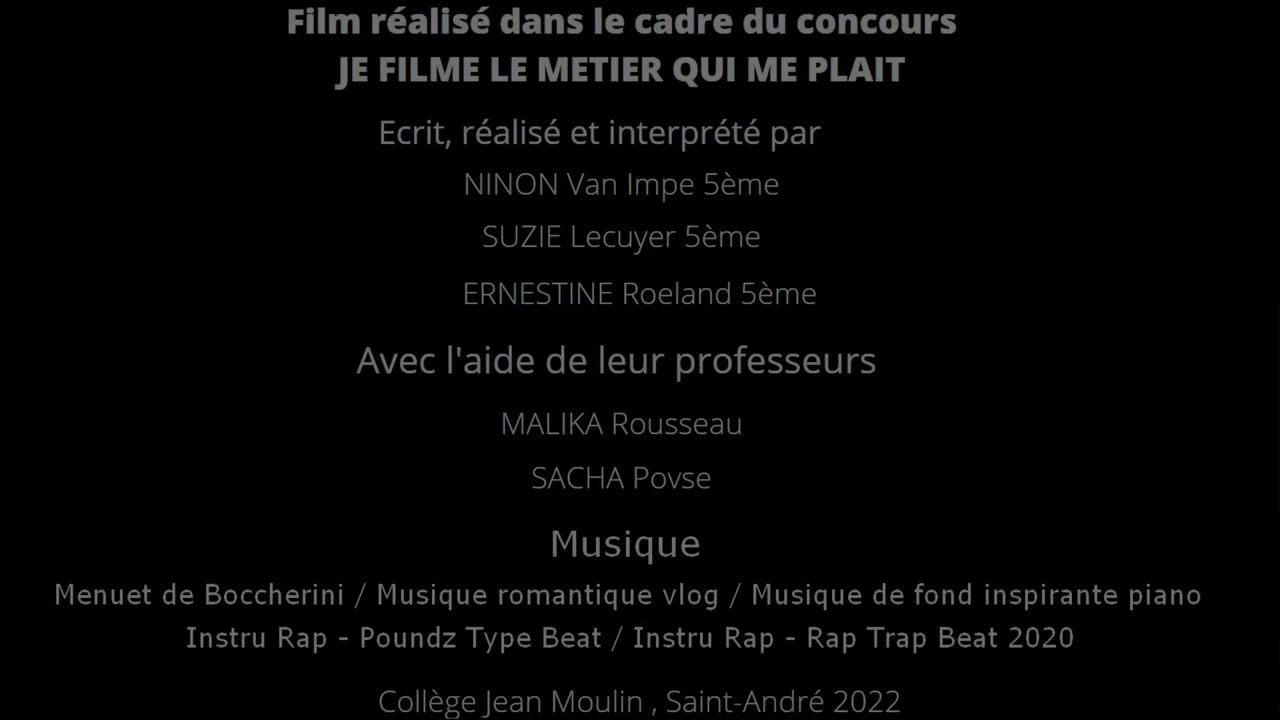 Film réalisé dans le cadre du concours
JE FILME LE METIER QUI ME PLAIT
Ecrit, réalisé et interprété par
NINON Van Impe 5ème
SUZIE Lecuyer 5ème
ERNESTINE Roeland 5ème
Avec l'aide de leur professeurs
MALIKA Rousseau
SACHA Povse
Musique
Menuet de Boccherini / Musique romantique vlog / Musique de fond inspirante piano
Instru Rap - Poundz Type Beat / Instru Rap - Rap Trap Beat 2020
Collège Jean Moulin , Saint-André 2022